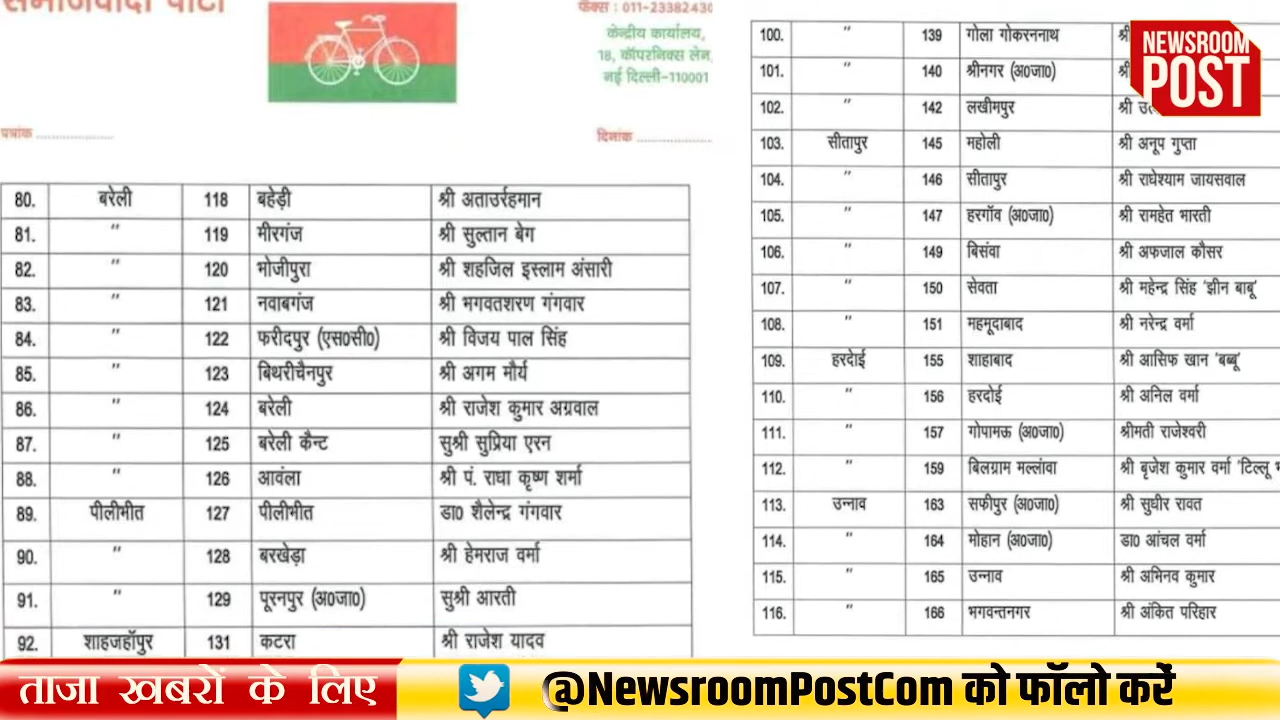 समाजवादी पार्टी
फैक्स : 011-23382430
केन्द्रीय कार्यालय,
18, कॉपरनिक्स लेन,
नई दिल्ली-110001
पत्रांक ....................
दिनांक ....................
80. बरेली 118 बहेड़ी श्री अताउर्रहमान
81. " 119 मीरगंज श्री सुल्तान बेग
82. " 120 भोजीपुरा श्री शहजिल इस्लाम अंसारी
83. " 121 नवाबगंज श्री भगवतशरण गंगवार
84. " 122 फरीदपुर (एस0सी0) श्री विजय पाल सिंह
85. " 123 बिथरीचैनपुर श्री अगम मौर्य
86. " 124 बरेली श्री राजेश कुमार अग्रवाल
87. " 125 बरेली कैन्ट सुश्री सुप्रिया एरन
88. " 126 आवंला श्री पं. राधा कृष्ण शर्मा
89. पीलीभीत 127 पीलीभीत डा0 शैलेन्द्र गंगवार
90. " 128 बरखेड़ा श्री हेमराज वर्मा
91. " 129 पूरनपुर (अ0जा0) सुश्री आरती
92. शाहजहॉपुर 131 कटरा श्री राजेश यादव
100. " 139 गोला गोकरननाथ श्री
101. " 140 श्रीनगर (अ0जा0) श्री
102. " 142 लखीमपुर श्री
103. सीतापुर 145 महोली श्री अनूप गुप्ता
104. " 146 सीतापुर श्री राधेश्याम जायसवाल
105. " 147 हरगॉव (अ0जा0) श्री रामहेत भारती
106. " 149 बिसंवा श्री अफजाल कौसर
107. " 150 सेवता श्री महेन्द्र सिंह 'झीन बाबू'
108. " 151 महमूदाबाद श्री नरेन्द्र वर्मा
109. हरदोई 155 शाहाबाद श्री आसिफ खान 'बब्बू'
110. " 156 हरदोई श्री अनिल वर्मा
111. " 157 गोपामऊ (अ0जा0) श्रीमती राजेश्वरी
112. " 159 बिलग्राम मल्लांवा श्री बृजेश कुमार वर्मा 'टिल्लू
113. उन्नाव 163 सफीपुर (अ0जा0) श्री सुधीर रावत
114. " 164 मोहान (अ0जा0) डा0 आंचल वर्मा
115. " 165 उन्नाव श्री अभिनव कुमार
116. " 166 भगवन्तनगर श्री अंकित परिहार
NEWSROOM
POST
ताजा खबरों के लिए
@NewsroomPostCom को फॉलो करें